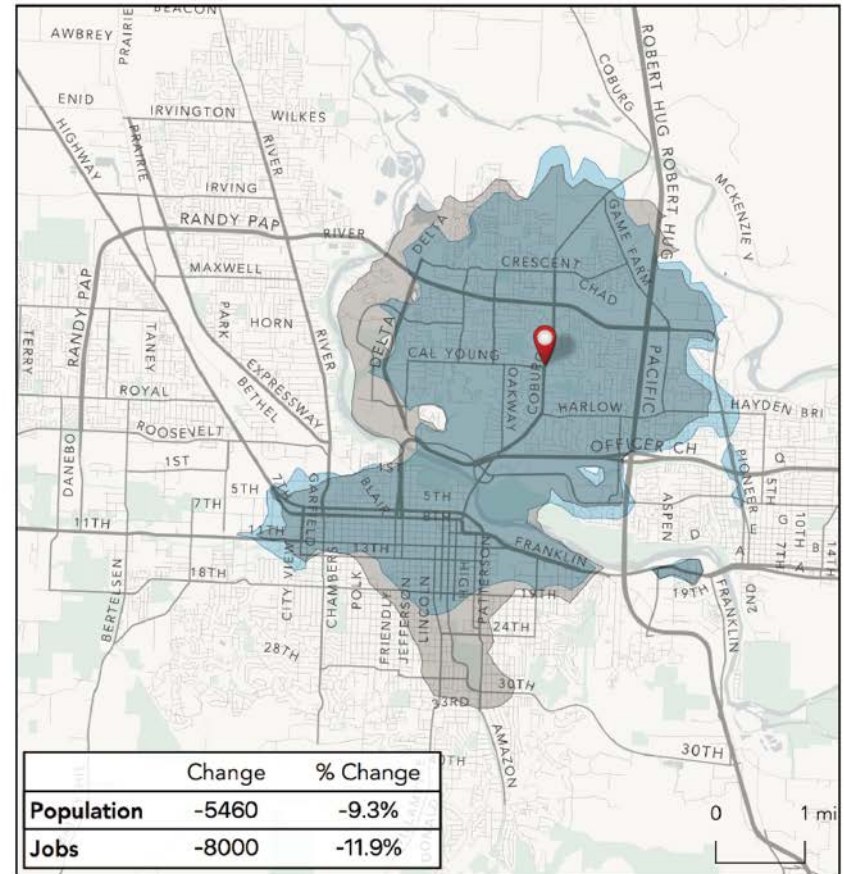 BEACON
AWBREY
PRAIRIE
ENID
IRVINGTON
WILKES
HIGHWAY
PRAIRIE
RIVER
IRVING
RANDY PAP
RIVER
MAXWELL
RANDY PAP
TERRY
TANEY
PARK
HORN
RIVER
EXPRESSWAY
BETHEL
ROYAL
ROOSEVELT
DANEBO
1ST
5TH
7TH
7TH
11TH
11TH
GARFIELD
BLAIR
1ST
5TH
8TH
13TH
18TH
BERTELSEN
CITY VIEW
CHAMBERS
POLK
FRIENDLY
JEFFERSON
LINCOLN
HIGH
PATTERSON
FRANKLIN
19TH
24TH
28TH
30TH
33RD
AMAZON
30TH
COBURG
ROBERT HUG ROBERT HUG
MCKENZIE V
DELTA
GAME FARM
CRESCENT
CHAD
DELTA
CAL YOUNG
OAKWAY
COBURG
PACIFIC
HARLOW
HAYDEN BRI
OFFICER CH
PIONEER
Q
5TH
ASPEN
D
E
G
10TH
A
7TH
B
14TH
A
19TH
FRANKLIN
2ND
Change % Change
Population -5460 -9.3%
Jobs -8000 -11.9%
0 1 mi